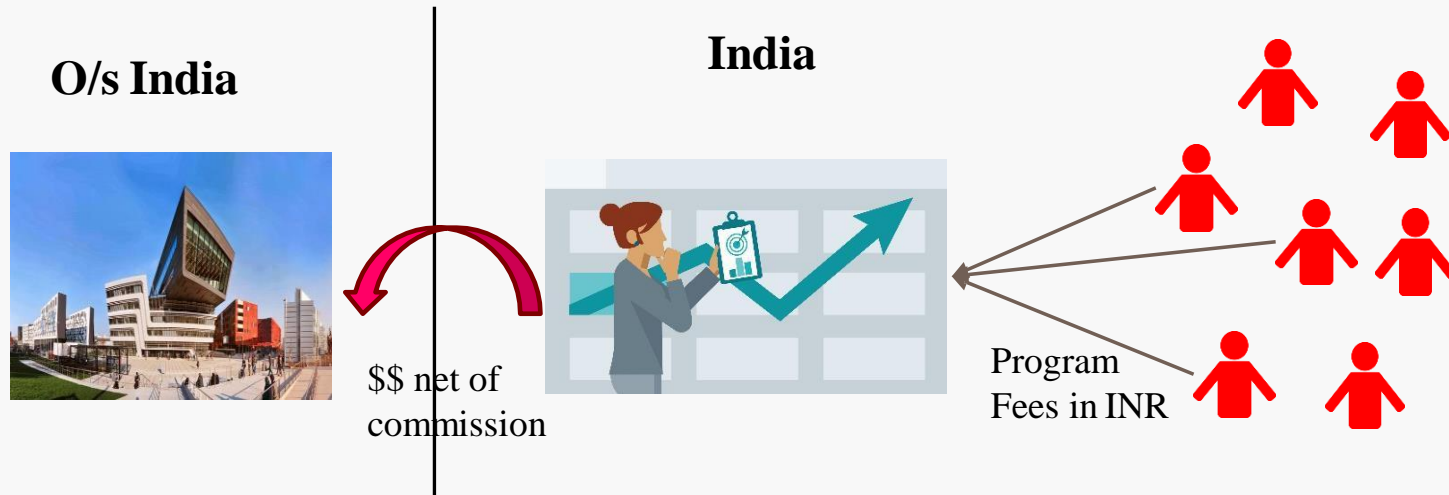 O/s India
India
$$ net of
commission
Program
Fees in INR